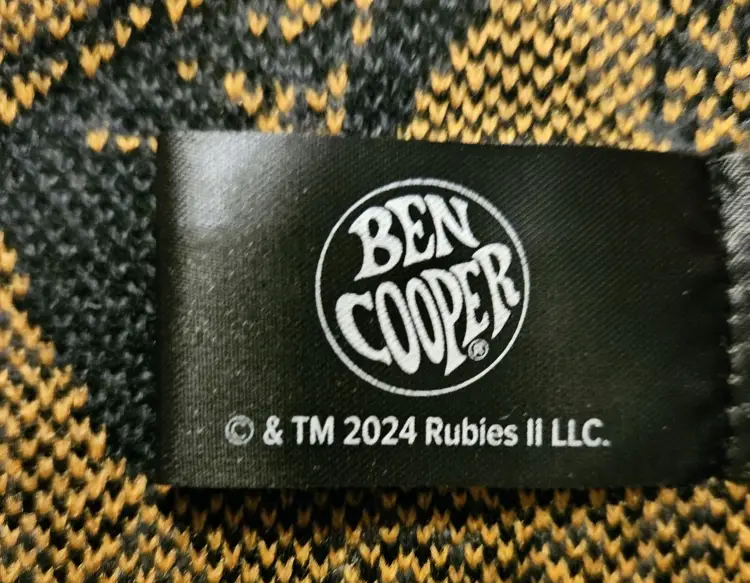 BEN
COOPER®
© & TM 2024 Rubies II LLC.